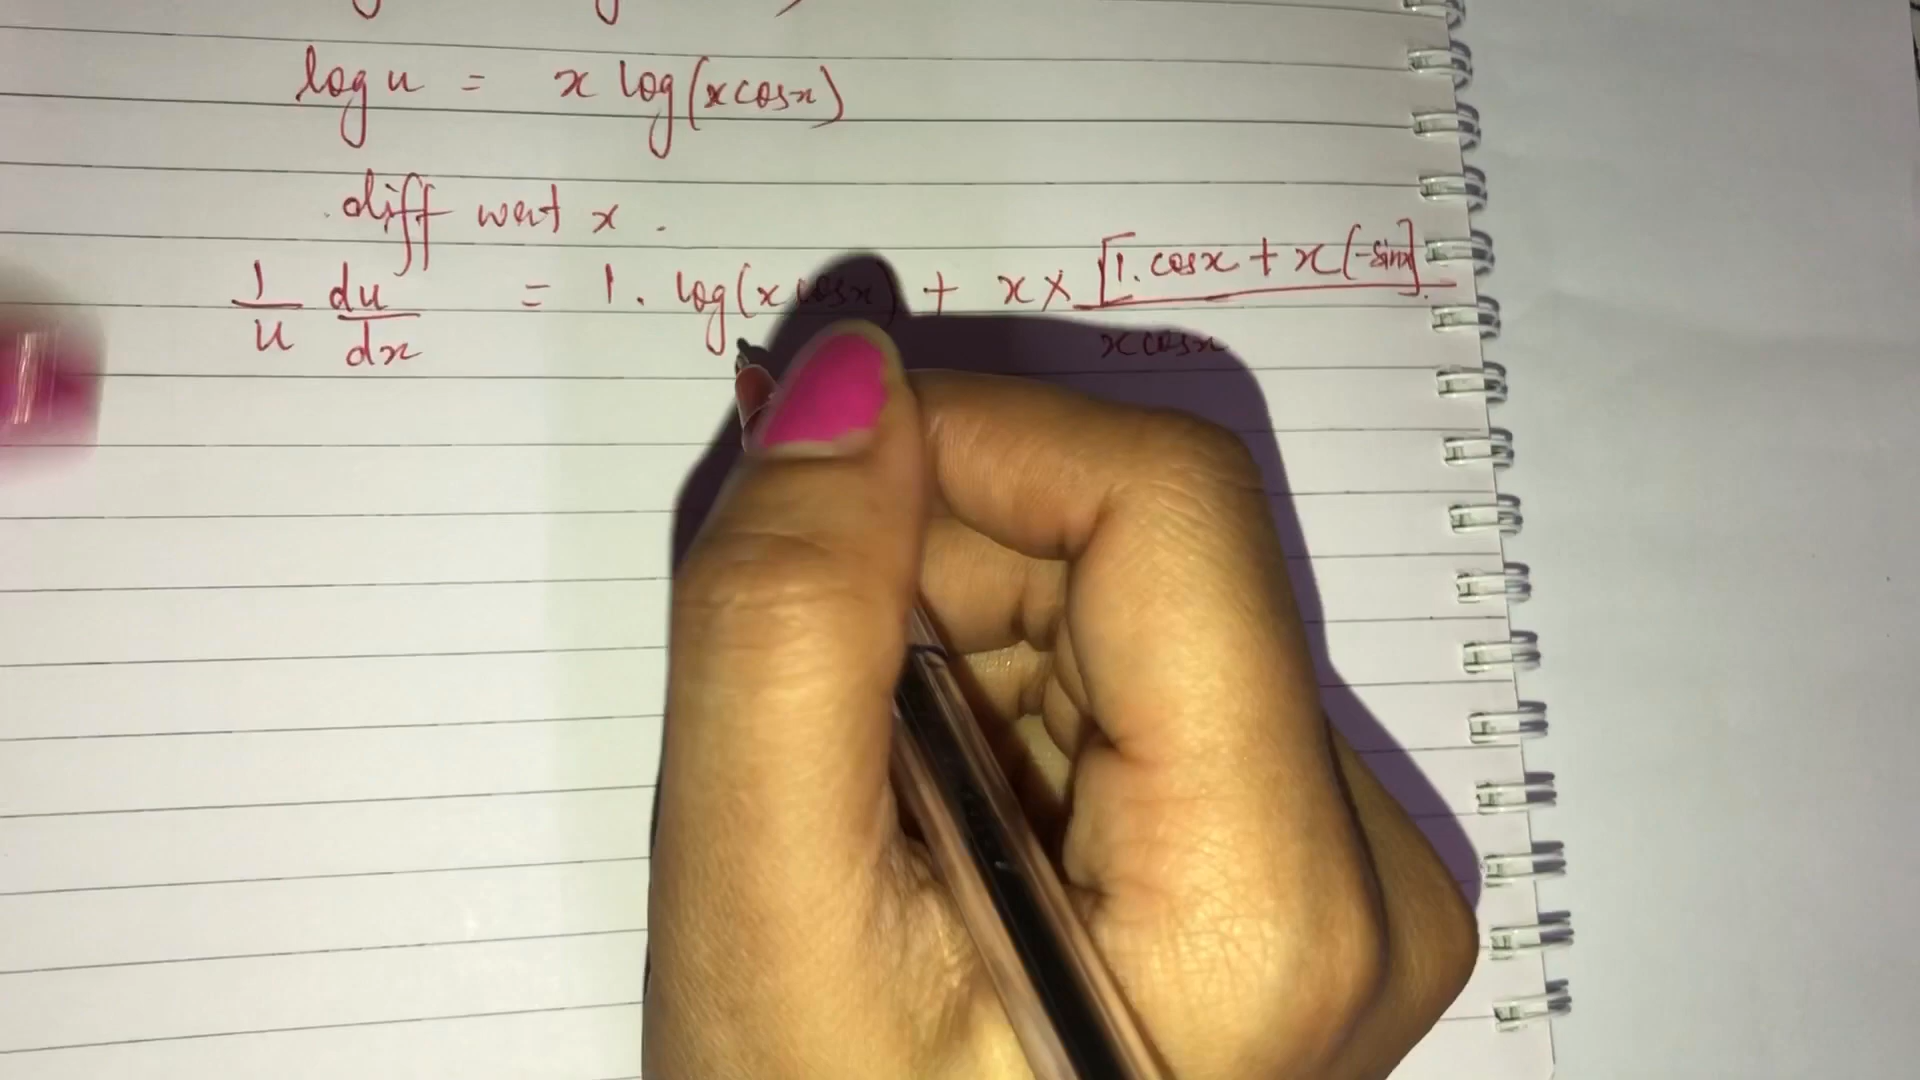 log u = x log(x cosx)
diff wrt x.
1/u du/dx = 1. log(x cosx) + x × [1. cosx + x(-sinx]/x cosx